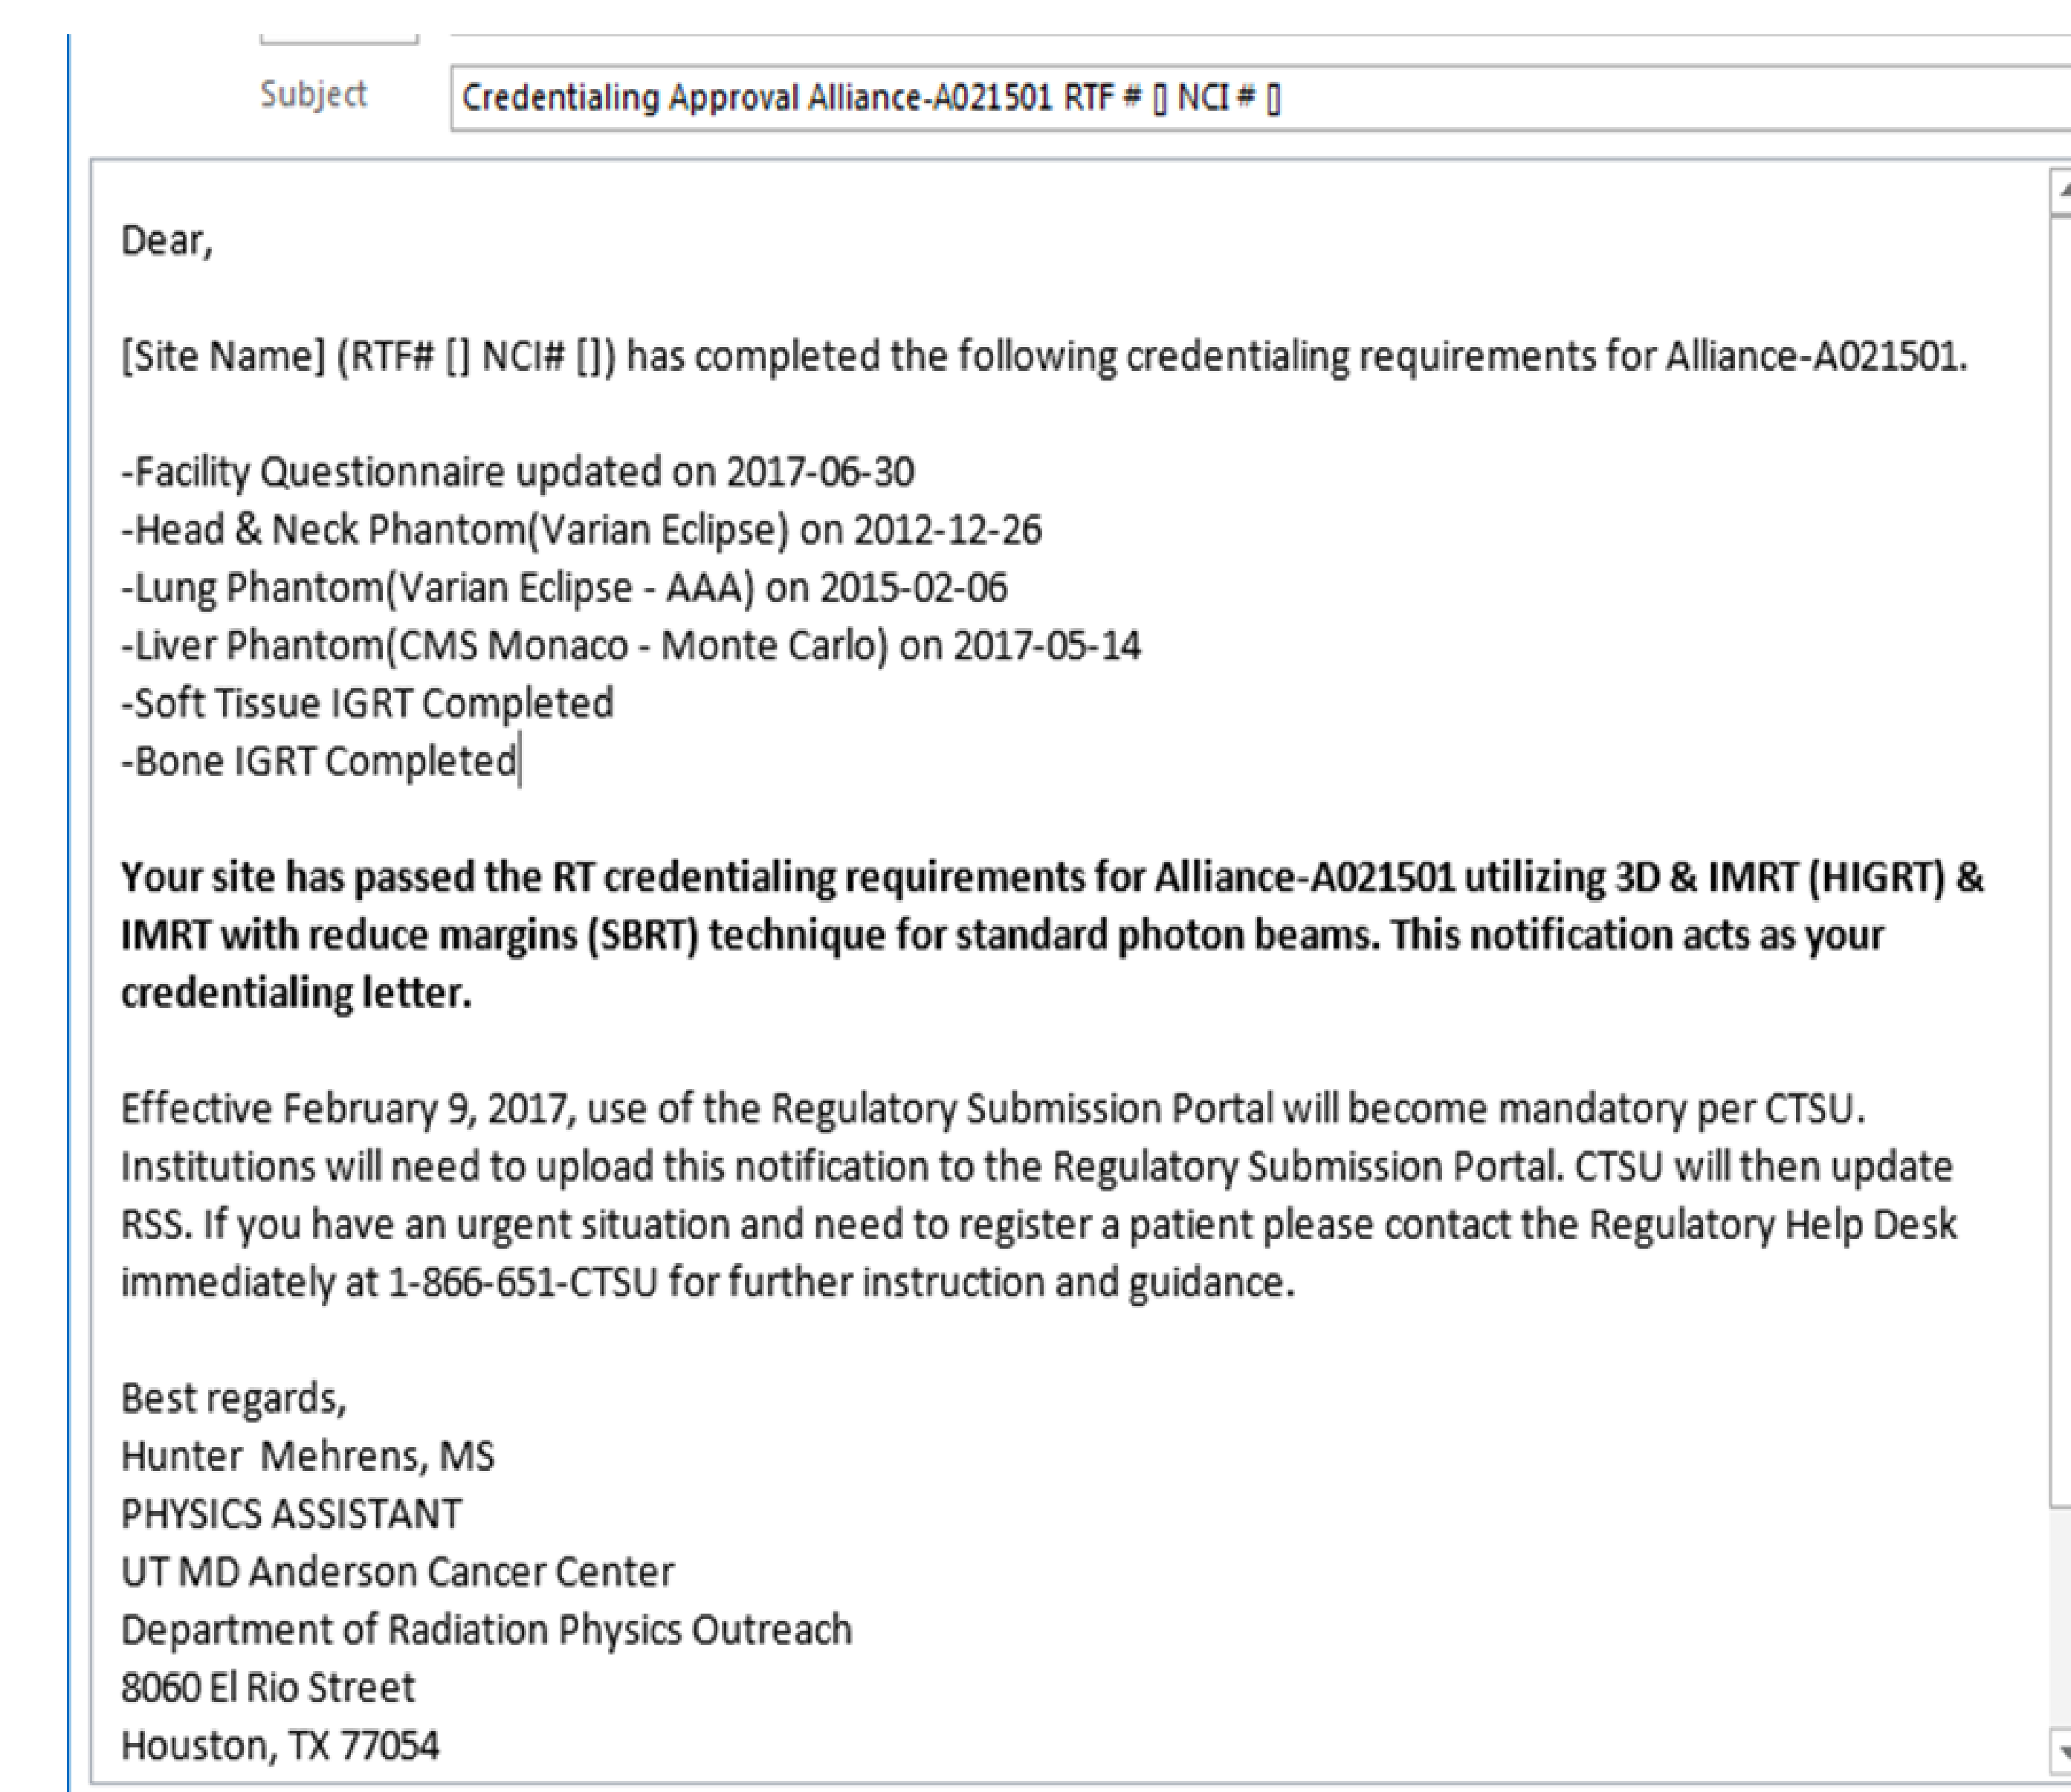 Subject
Credentialing Approval Alliance-A021501 RTF # [] NCI # []
Dear,
[Site Name] (RTF# [] NCI# []) has completed the following credentialing requirements for Alliance-A021501.
-Facility Questionnaire updated on 2017-06-30
-Head & Neck Phantom(Varian Eclipse) on 2012-12-26
-Lung Phantom(Varian Eclipse - AAA) on 2015-02-06
-Liver Phantom(CMS Monaco - Monte Carlo) on 2017-05-14
-Soft Tissue IGRT Completed
-Bone IGRT Completed
Your site has passed the RT credentialing requirements for Alliance-A021501 utilizing 3D & IMRT (HIGRT) &
IMRT with reduce margins (SBRT) technique for standard photon beams. This notification acts as your
credentialing letter.
Effective February 9, 2017, use of the Regulatory Submission Portal will become mandatory per CTSU.
Institutions will need to upload this notification to the Regulatory Submission Portal. CTSU will then update
RSS. If you have an urgent situation and need to register a patient please contact the Regulatory Help Desk
immediately at 1-866-651-CTSU for further instruction and guidance.
Best regards,
Hunter  Mehrens, MS
PHYSICS ASSISTANT
UT MD Anderson Cancer Center
Department of Radiation Physics Outreach
8060 El Rio Street
Houston, TX 77054